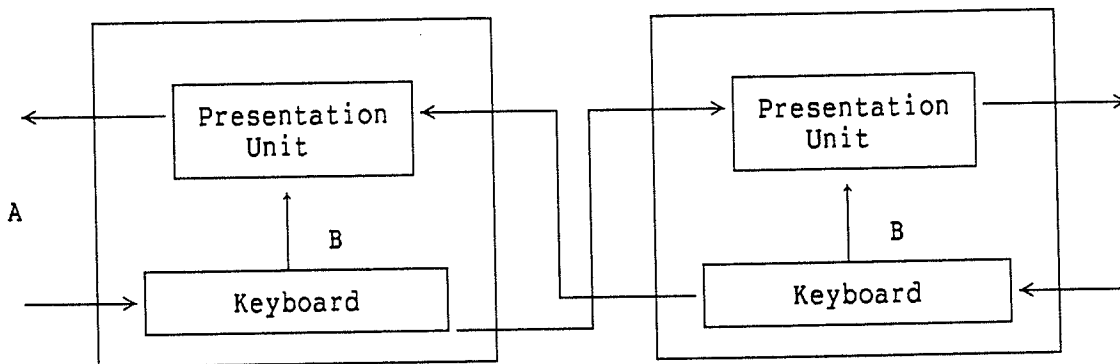 Presentation
Unit
Presentation
Unit
A
B
B
Keyboard
Keyboard